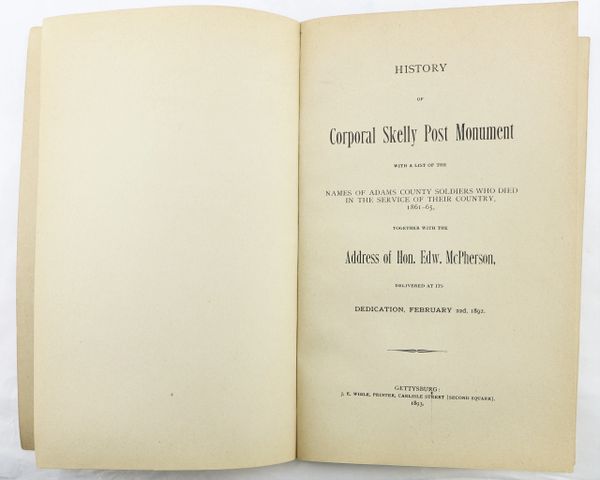 HISTORY
OF
Corporal Skelly Post Monument
WITH A LIST OF THE
NAMES OF ADAMS COUNTY SOLDIERS WHO DIED
IN THE SERVICE OF THEIR COUNTRY,
1861-65,
TOGETHER WITH THE
Address of Hon. Edw. McPherson,
DELIVERED AT ITS
DEDICATION, FEBRUARY 22d, 1892.
GETTYSBURG:
J. E. WIBLE, PRINTER, CARLISLE STREET [SECOND SQUARE].
1893.